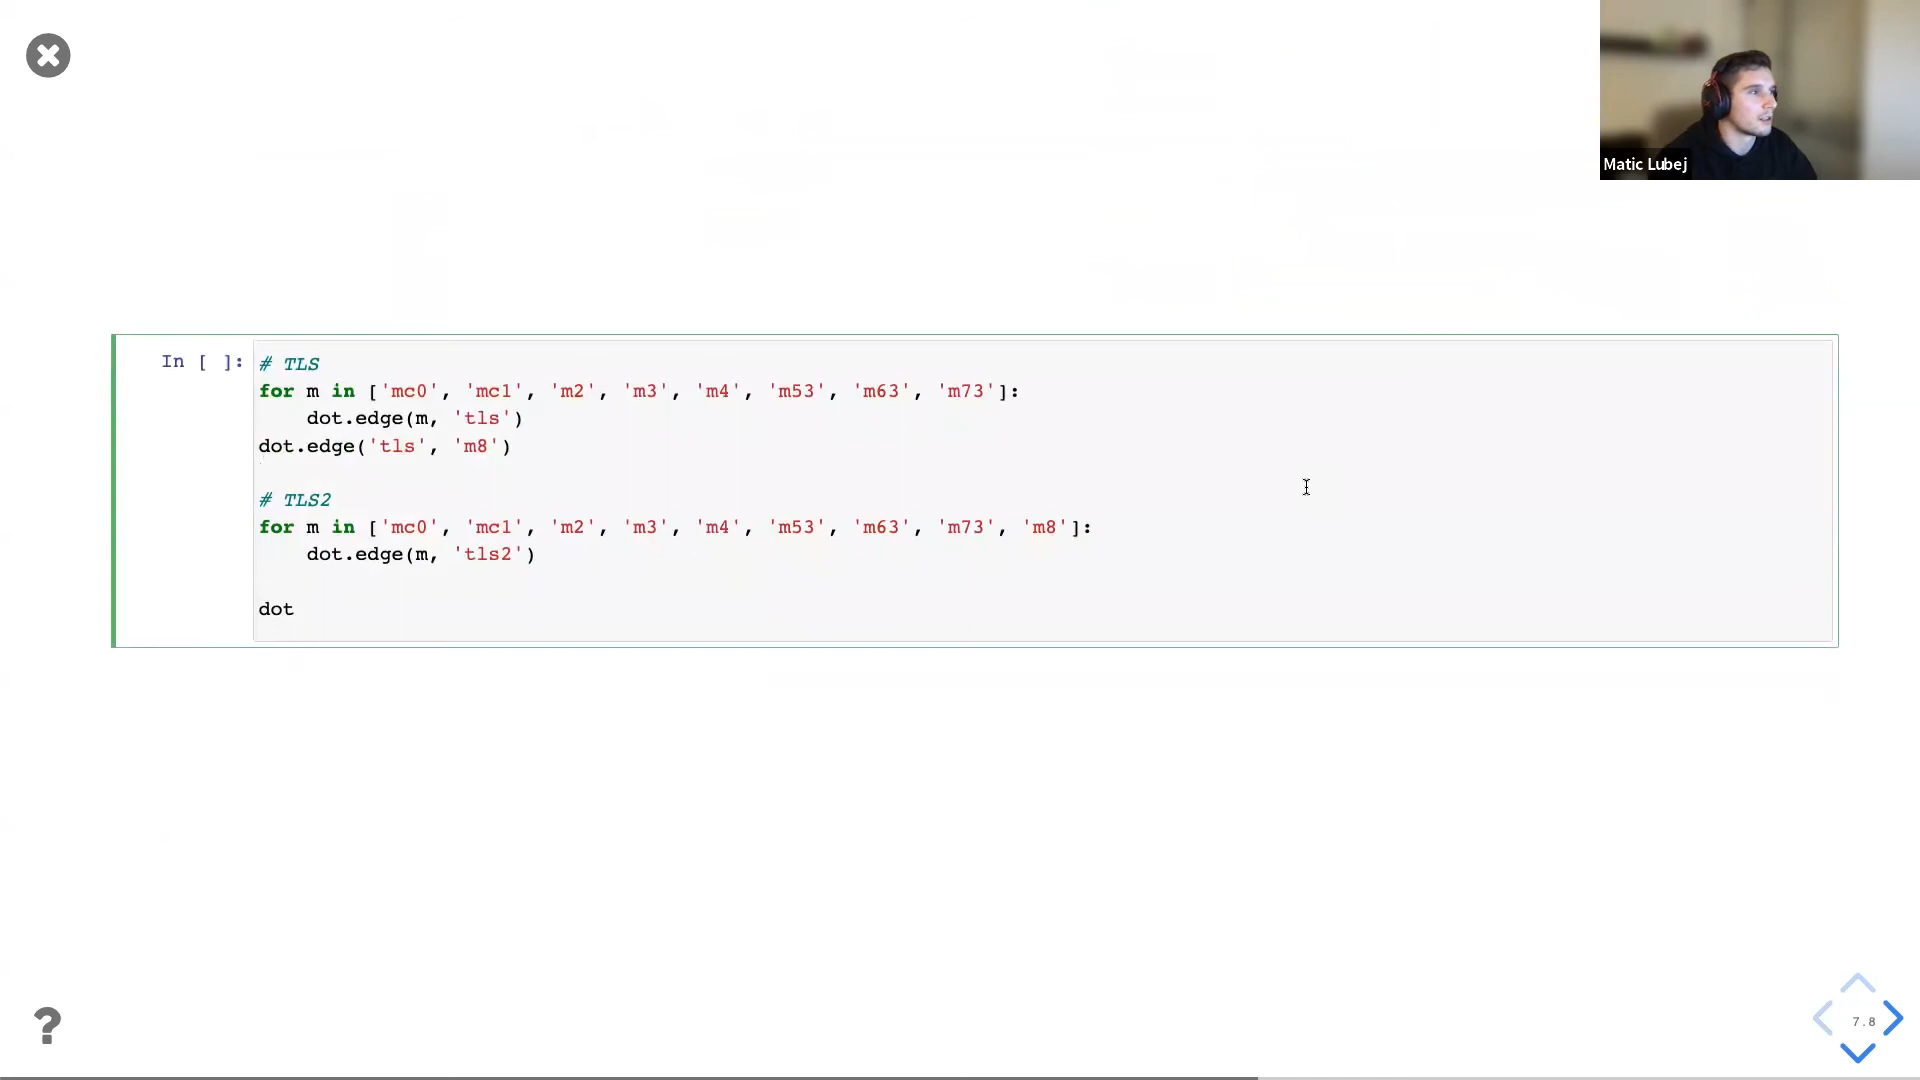 Matic Lubej
In [ ]:
# TLS
for m in ['mc0', 'mc1', 'm2', 'm3', 'm4', 'm53', 'm63', 'm73']:
    dot.edge(m, 'tls')
dot.edge('tls', 'm8')
# TLS2
for m in ['mc0', 'mc1', 'm2', 'm3', 'm4', 'm53', 'm63', 'm73', 'm8']:
    dot.edge(m, 'tls2')
dot
?
7.8